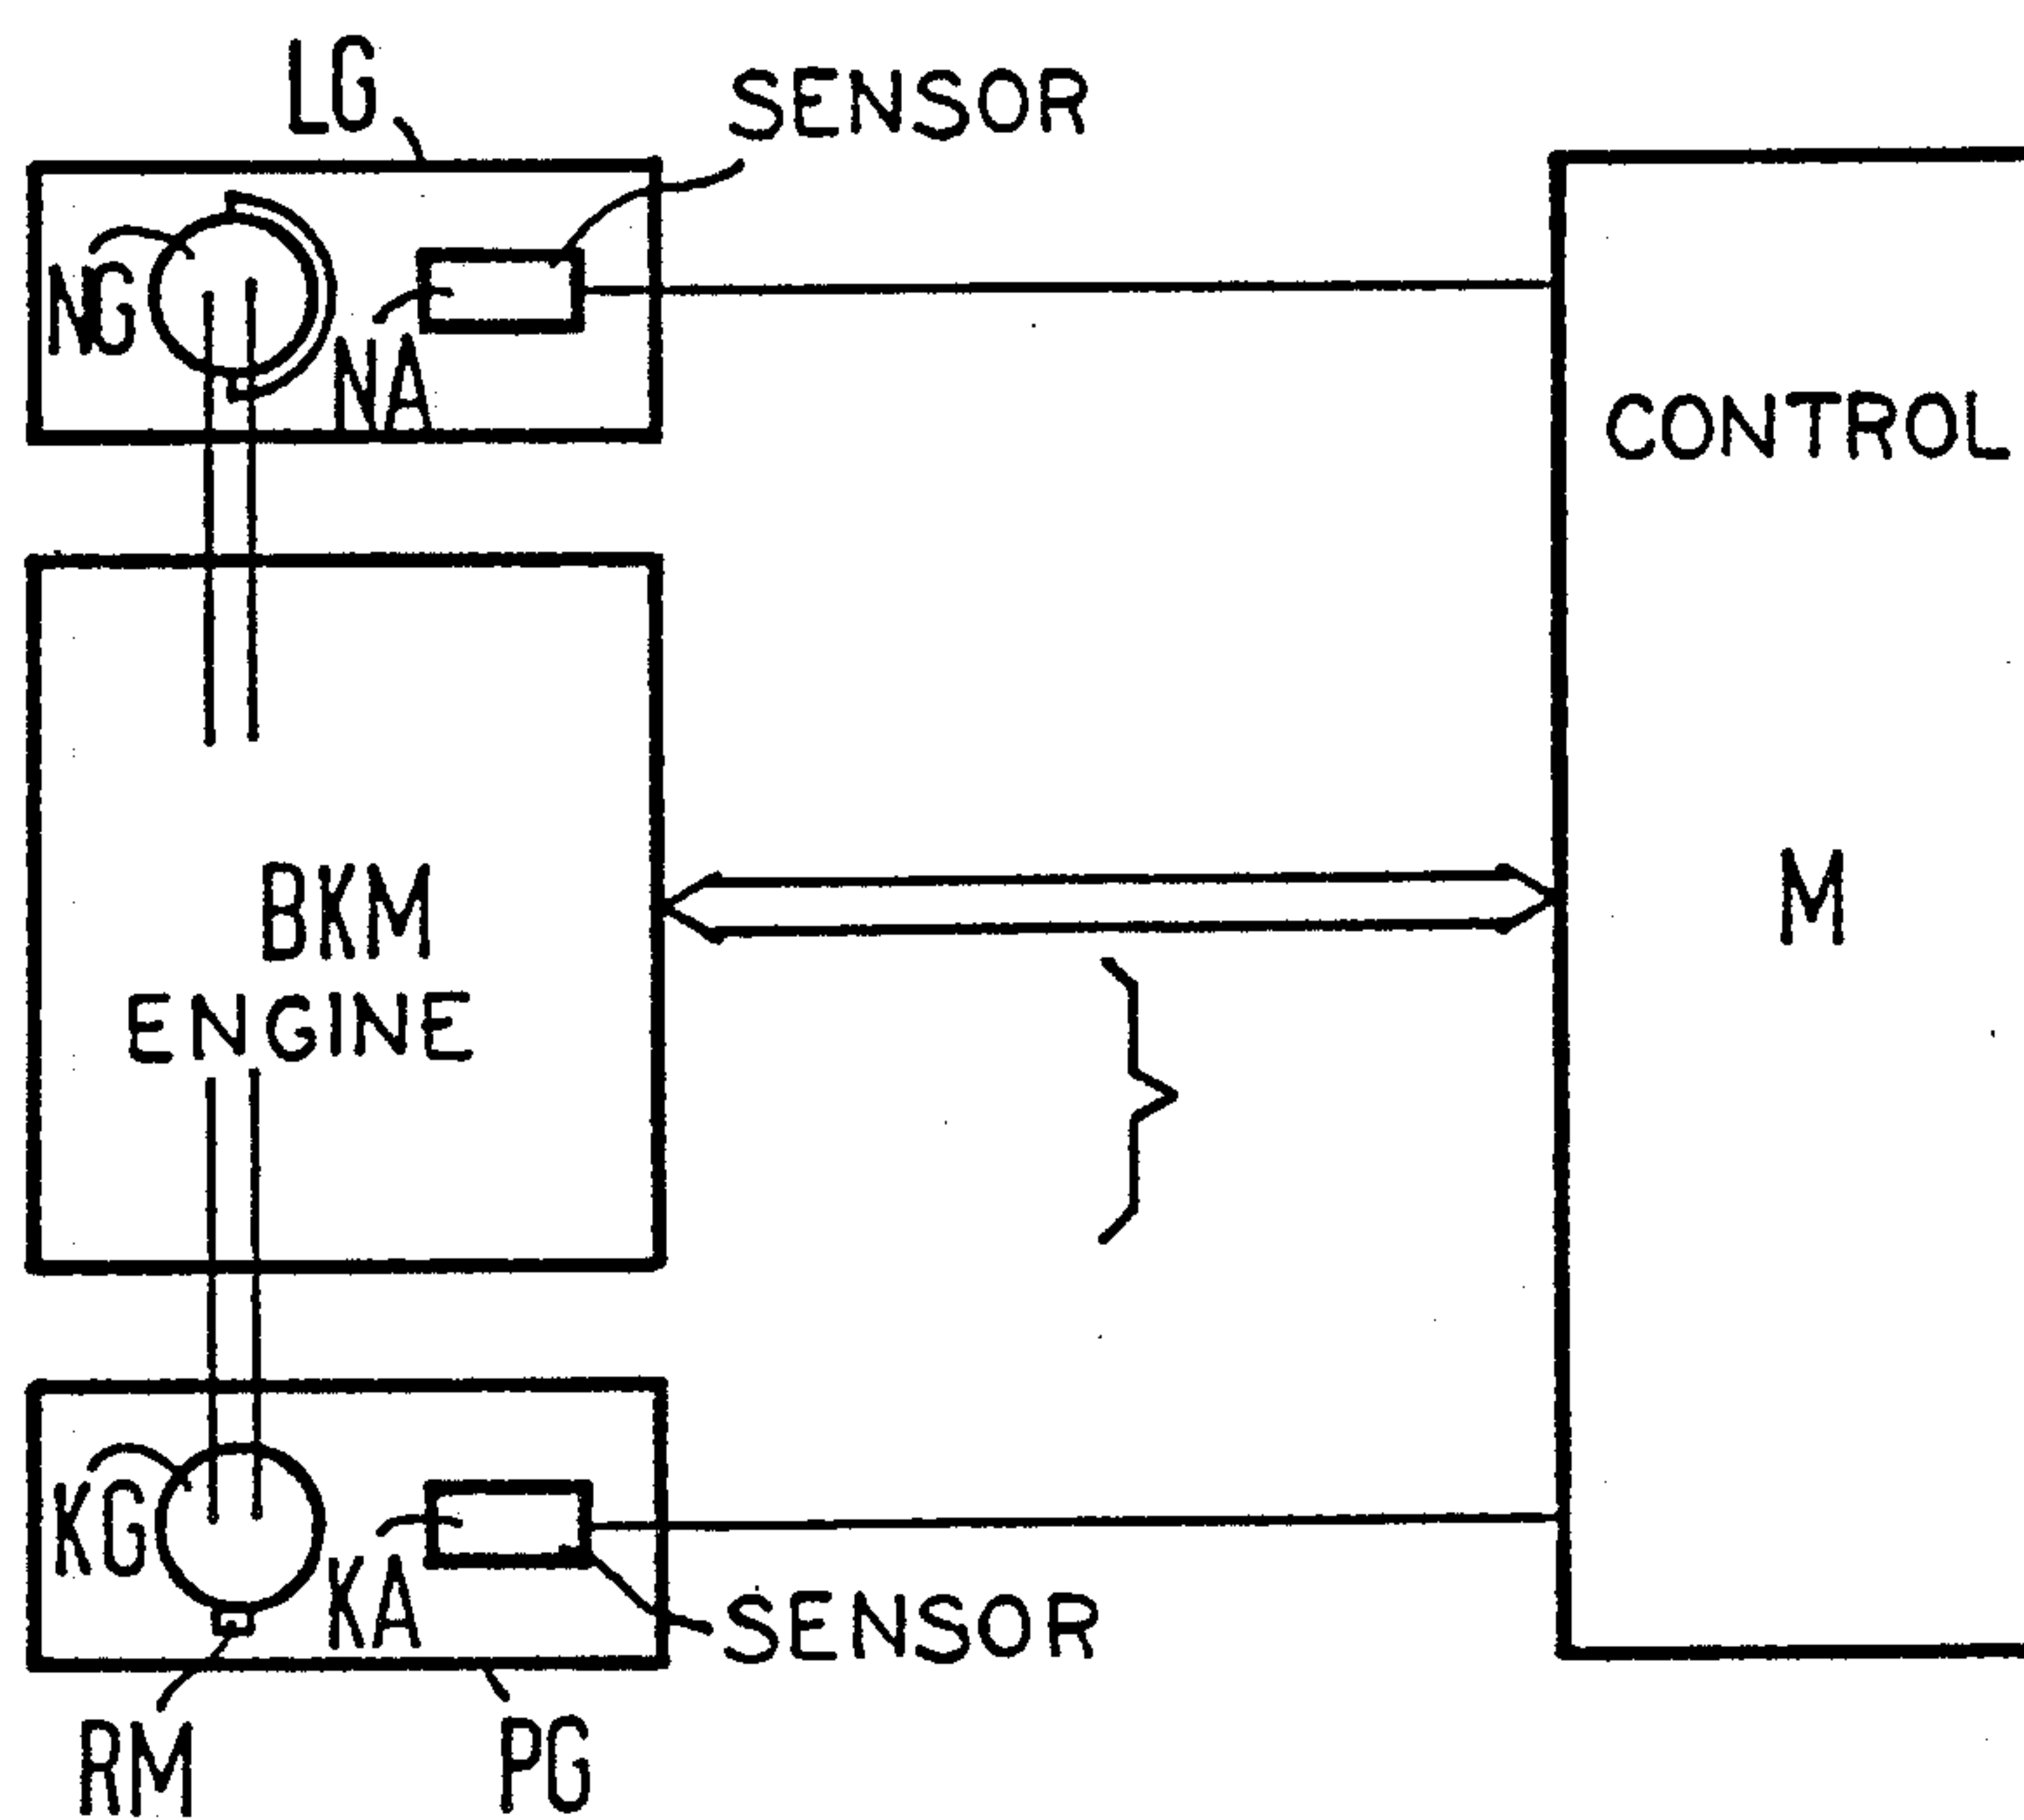 LG
SENSOR
NG
NA
CONTROL
BKM
ENGINE
M
KG
KA
SENSOR
RM
PG